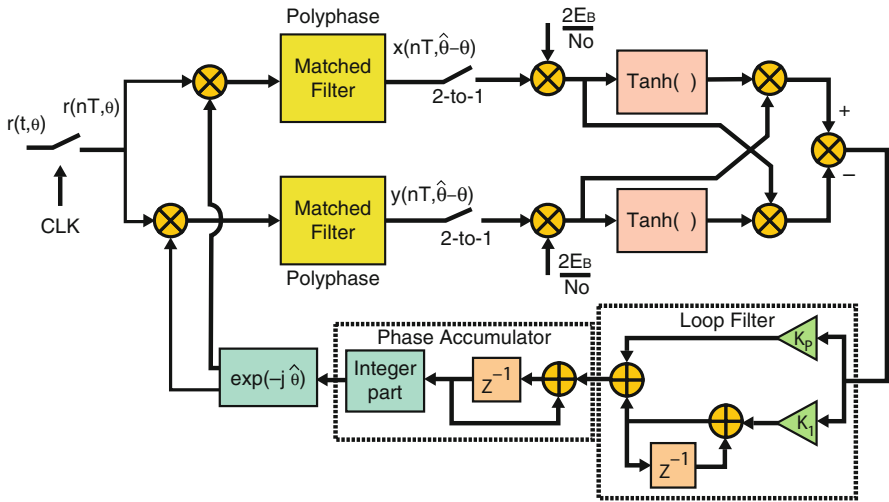 Polyphase
Matched
Filter
x(nT,θ̂−θ)
2-to-1
2EB
No
Tanh( )
r(t,θ)
r(nT,θ)
CLK
+
−
Matched
Filter
Polyphase
y(nT,θ̂−θ)
2-to-1
2EB
No
Tanh( )
Phase Accumulator
Loop Filter
exp(−j θ̂)
Integer
part
Z⁻¹
KP
K1
Z⁻¹